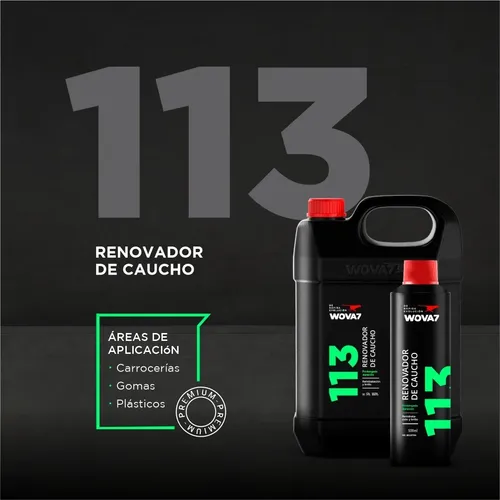 113
RENOVADOR
DE CAUCHO
ÁREAS DE
APLICACIóN
· Carrocerías
· Gomas
· Plásticos
PREMIUM·PREMIUM·
WOVA7
WOVA7
113
RENOVADOR
DE CAUCHO
WOVA7
113
RENOVADOR
DE CAUCHO